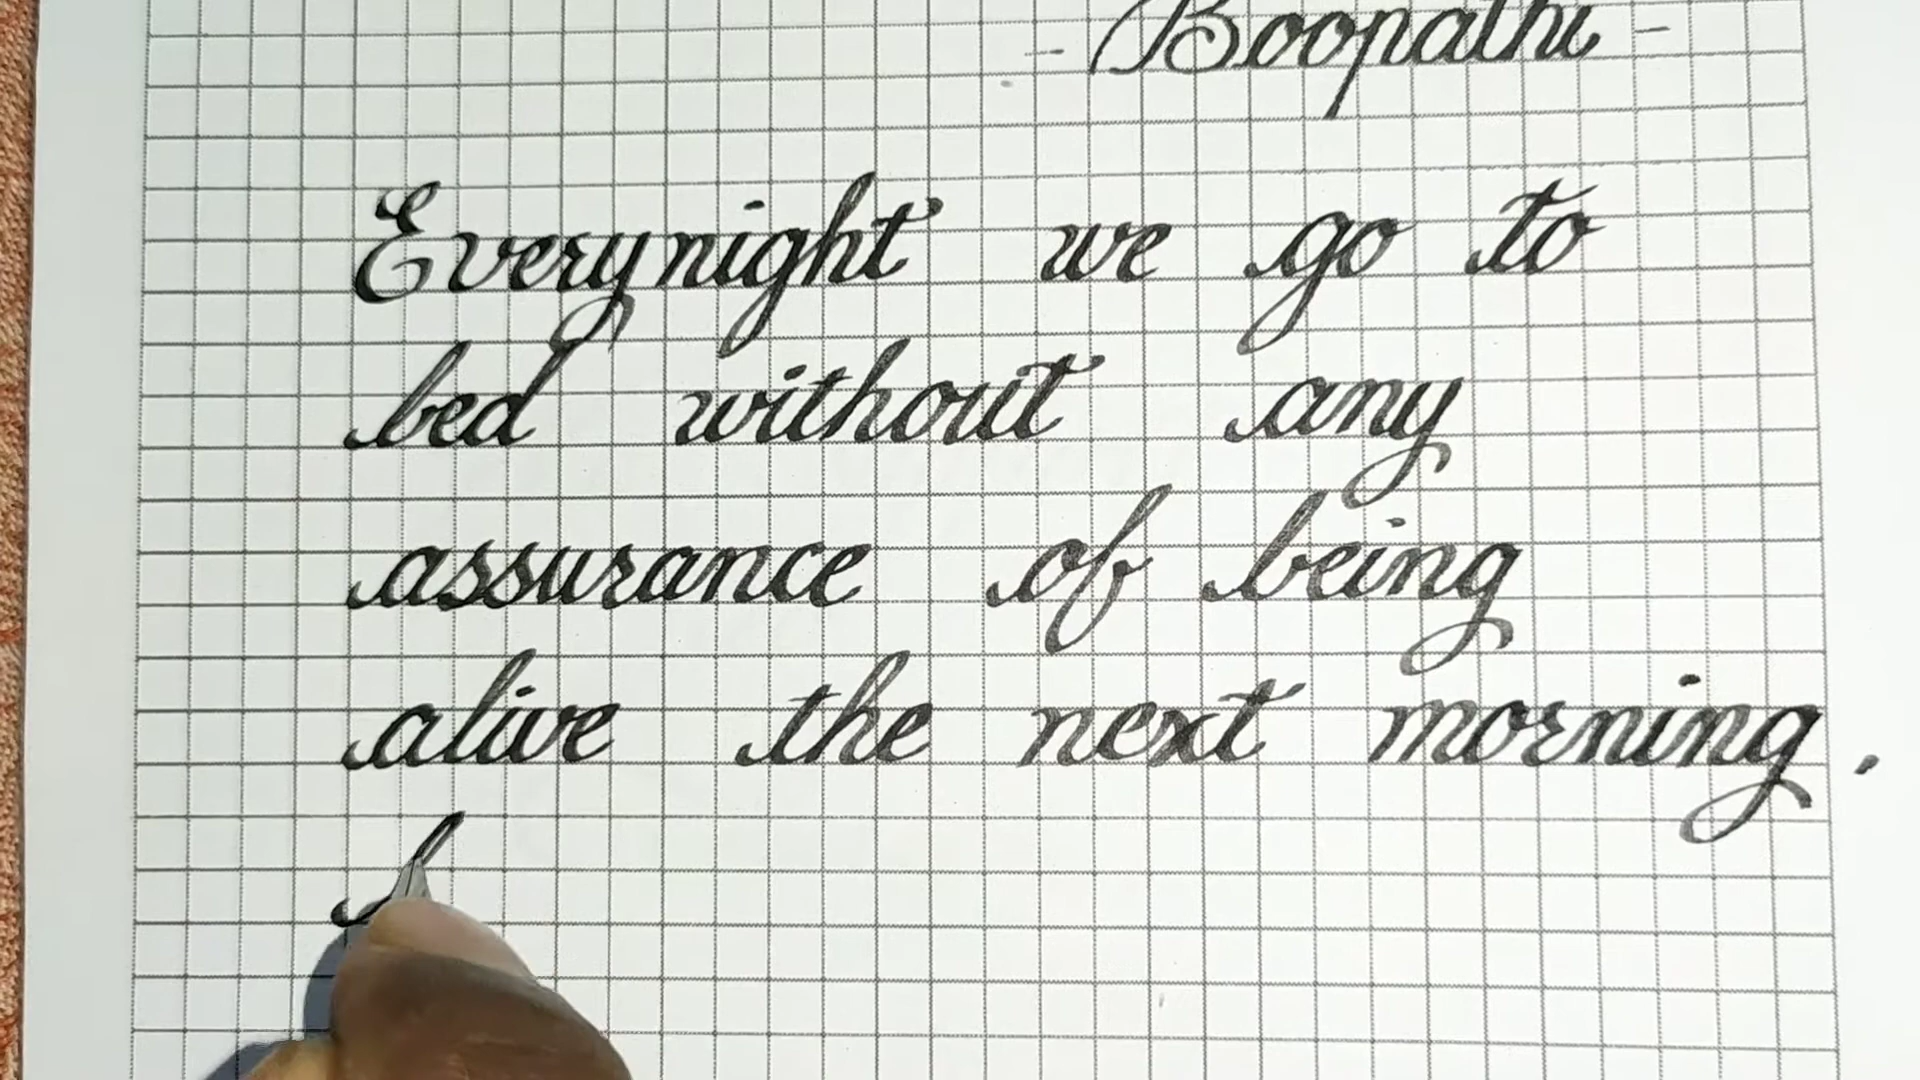 - Boopathi -
Everynight we go to
bed without any
assurance of being
alive the next morning.